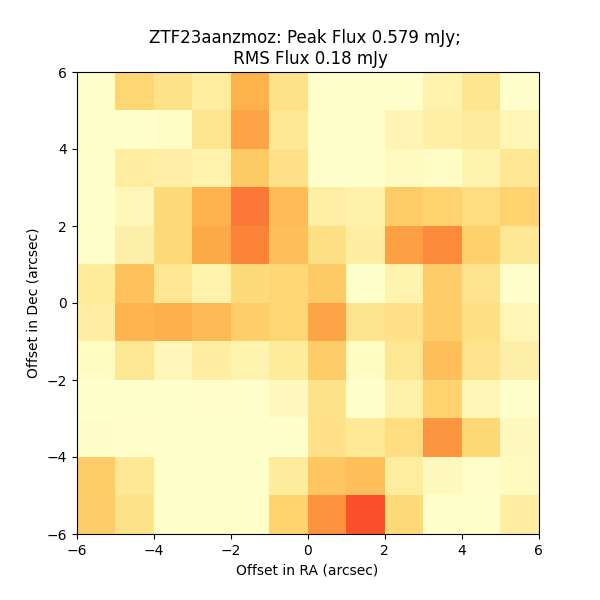 ZTF23aanzmoz: Peak Flux 0.579 mJy;
RMS Flux 0.18 mJy
6
4
2
0
−2
−4
−6
Offset in Dec (arcsec)
−6 −4 −2 0 2 4 6
Offset in RA (arcsec)